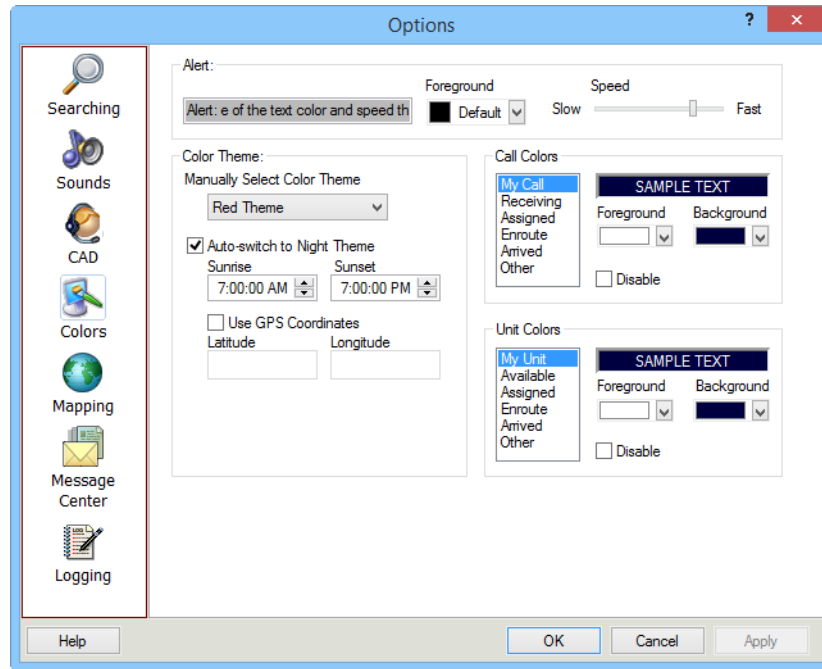 Options
?
Searching
Sounds
CAD
Colors
Mapping
Message
Center
Logging
Alert:
Alert: e of the text color and speed th
Foreground
Default
Speed
Slow
Fast
Color Theme:
Manually Select Color Theme
Red Theme
Auto-switch to Night Theme
Sunrise
Sunset
7:00:00 AM
7:00:00 PM
Use GPS Coordinates
Latitude
Longitude
Call Colors
My Call
Receiving
Assigned
Enroute
Arrived
Other
SAMPLE TEXT
Foreground
Background
Disable
Unit Colors
My Unit
Available
Assigned
Enroute
Arrived
Other
SAMPLE TEXT
Foreground
Background
Disable
Help
OK
Cancel
Apply